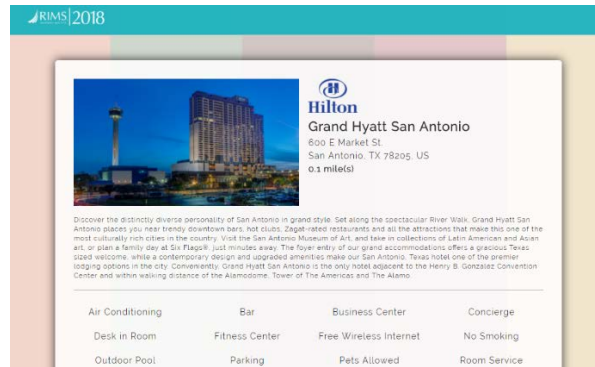 RIMS 2018
Hilton
Grand Hyatt San Antonio
600 E Market St
San Antonio, TX 78205, US
0.1 mile(s)
Discover the distinctly diverse personality of San Antonio in grand style. Set along the spectacular River Walk, Grand Hyatt San
Antonio places you near trendy downtown bars, hot clubs, Zagat-rated restaurants and all the attractions that make this one of the
most culturally rich cities in the country. Visit the San Antonio Museum of Art, and take in collections of Latin American and Asian
art, or plan a family day at Six Flags®, just minutes away. The foyer entry of our grand accommodations offers a gracious Texas
sized welcome, while a contemporary design and upgraded amenities make our San Antonio, Texas hotel one of the premier
lodging options in the city. Conveniently, Grand Hyatt San Antonio is the only hotel adjacent to the Henry B. Gonzalez Convention
Center and within walking distance of the Alamodome, Tower of The Americas and The Alamo.
Air Conditioning Bar Business Center Concierge
Desk in Room Fitness Center Free Wireless Internet No Smoking
Outdoor Pool Parking Pets Allowed Room Service